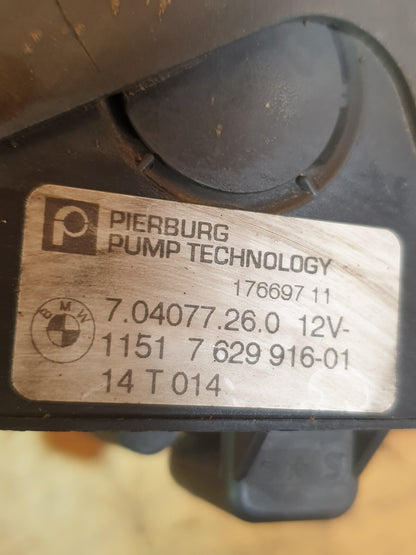 PIERBURG
PUMP TECHNOLOGY
176697 11
BMW
7.04077.26.0 12V-
1151 7 629 916-01
14 T 014